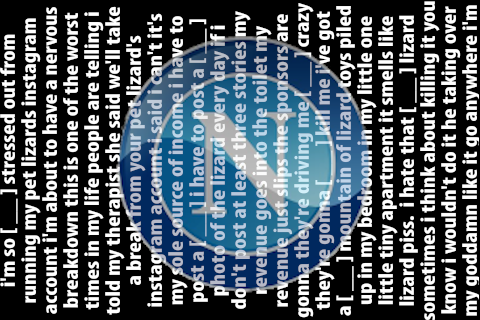 i'm so [___] stressed out from
running my pet lizards instagram
account i'm about to have a nervous
breakdown this is one of the worst
times in my life people are telling i
told my therapist she said we'll take
a break from your pet lizard's
instagram account i said i can't it's
my sole source of income i have to
post a [___] i have to post a [___]
photo of the lizard every day if i
don't post at least three stories my
revenue goes into the toilet my
revenue just slips the sponsors are
gonna they're driving me [___] crazy
they're gonna [___] kill me i've got
a [___] mountain of lizard toys piled
up in my bedroom in my little one
little tiny apartment it smells like
lizard piss.  i hate that [___] lizard
sometimes i think about killing it you
know i wouldn't do it he taking over
my goddamn like it go anywhere i'm
N